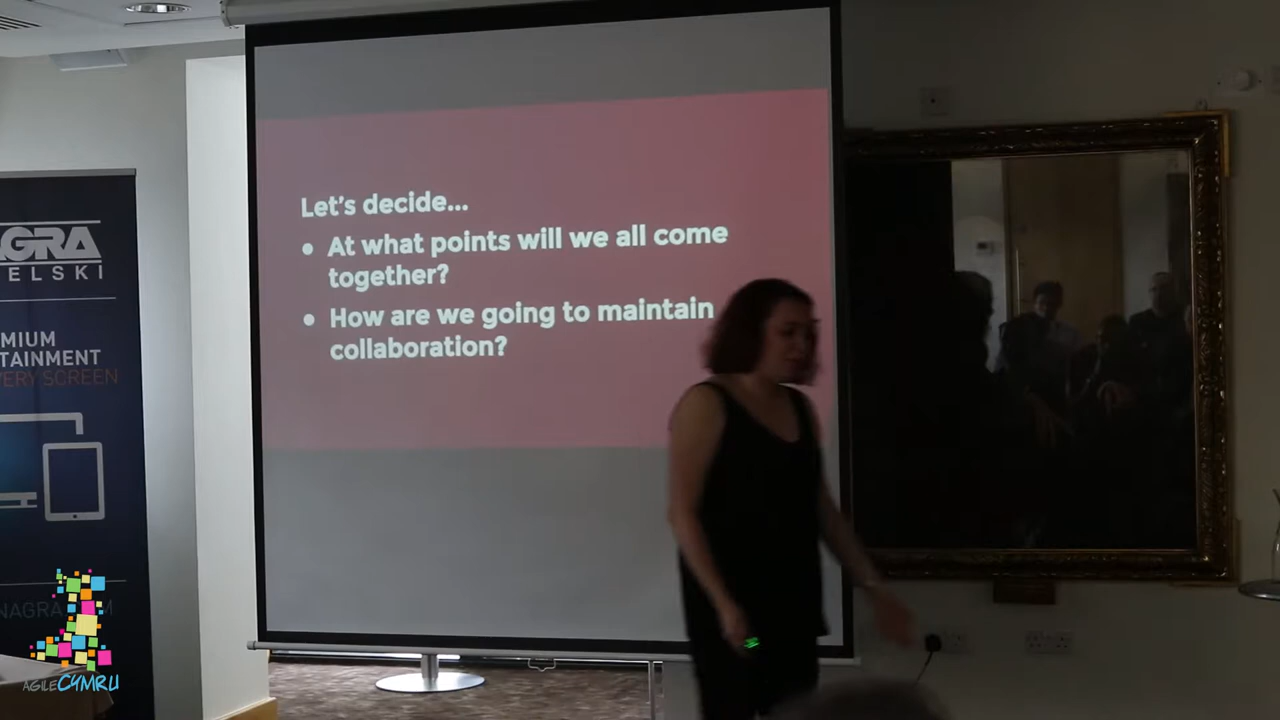 Let's decide...
• At what points will we all come
together?
• How are we going to maintain
collaboration?
AGRA
ELSKI
MIUM
TAINMENT
VERY SCREEN
NAGRA
AGILECYMRU